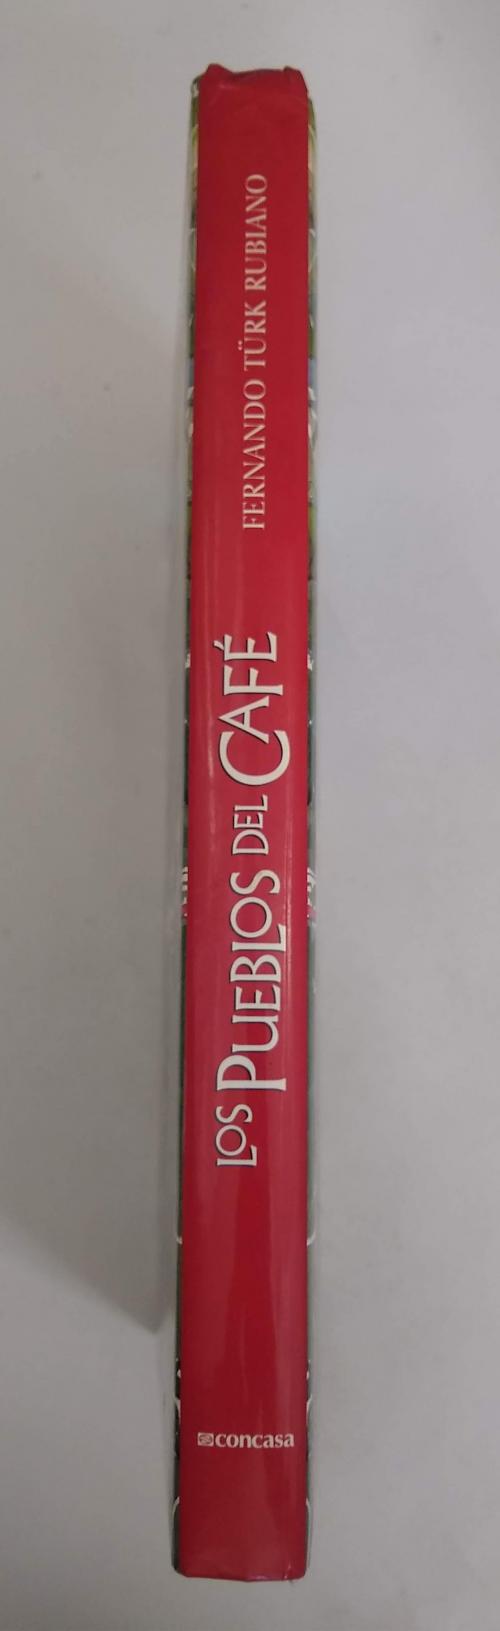 FERNANDO TÜRK RUBIANO
LOS PUEBLOS DEL CAFÉ
concasa